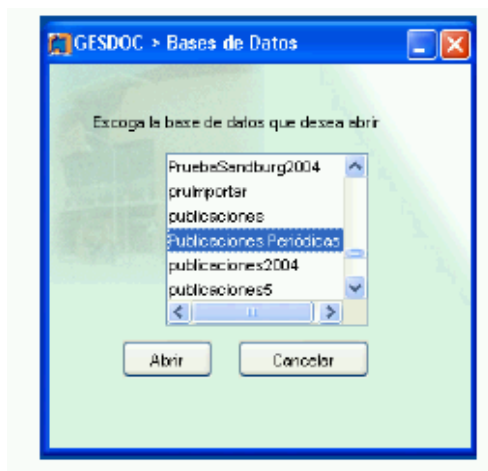 GESDOC > Bases de Datos
Escoga la base de datos que desea abrir
PruebaSandburg2004
pruImportar
publicaciones
Publicaciones Periódicas
publicaciones2004
publicaciones5
Abrir Cancelar